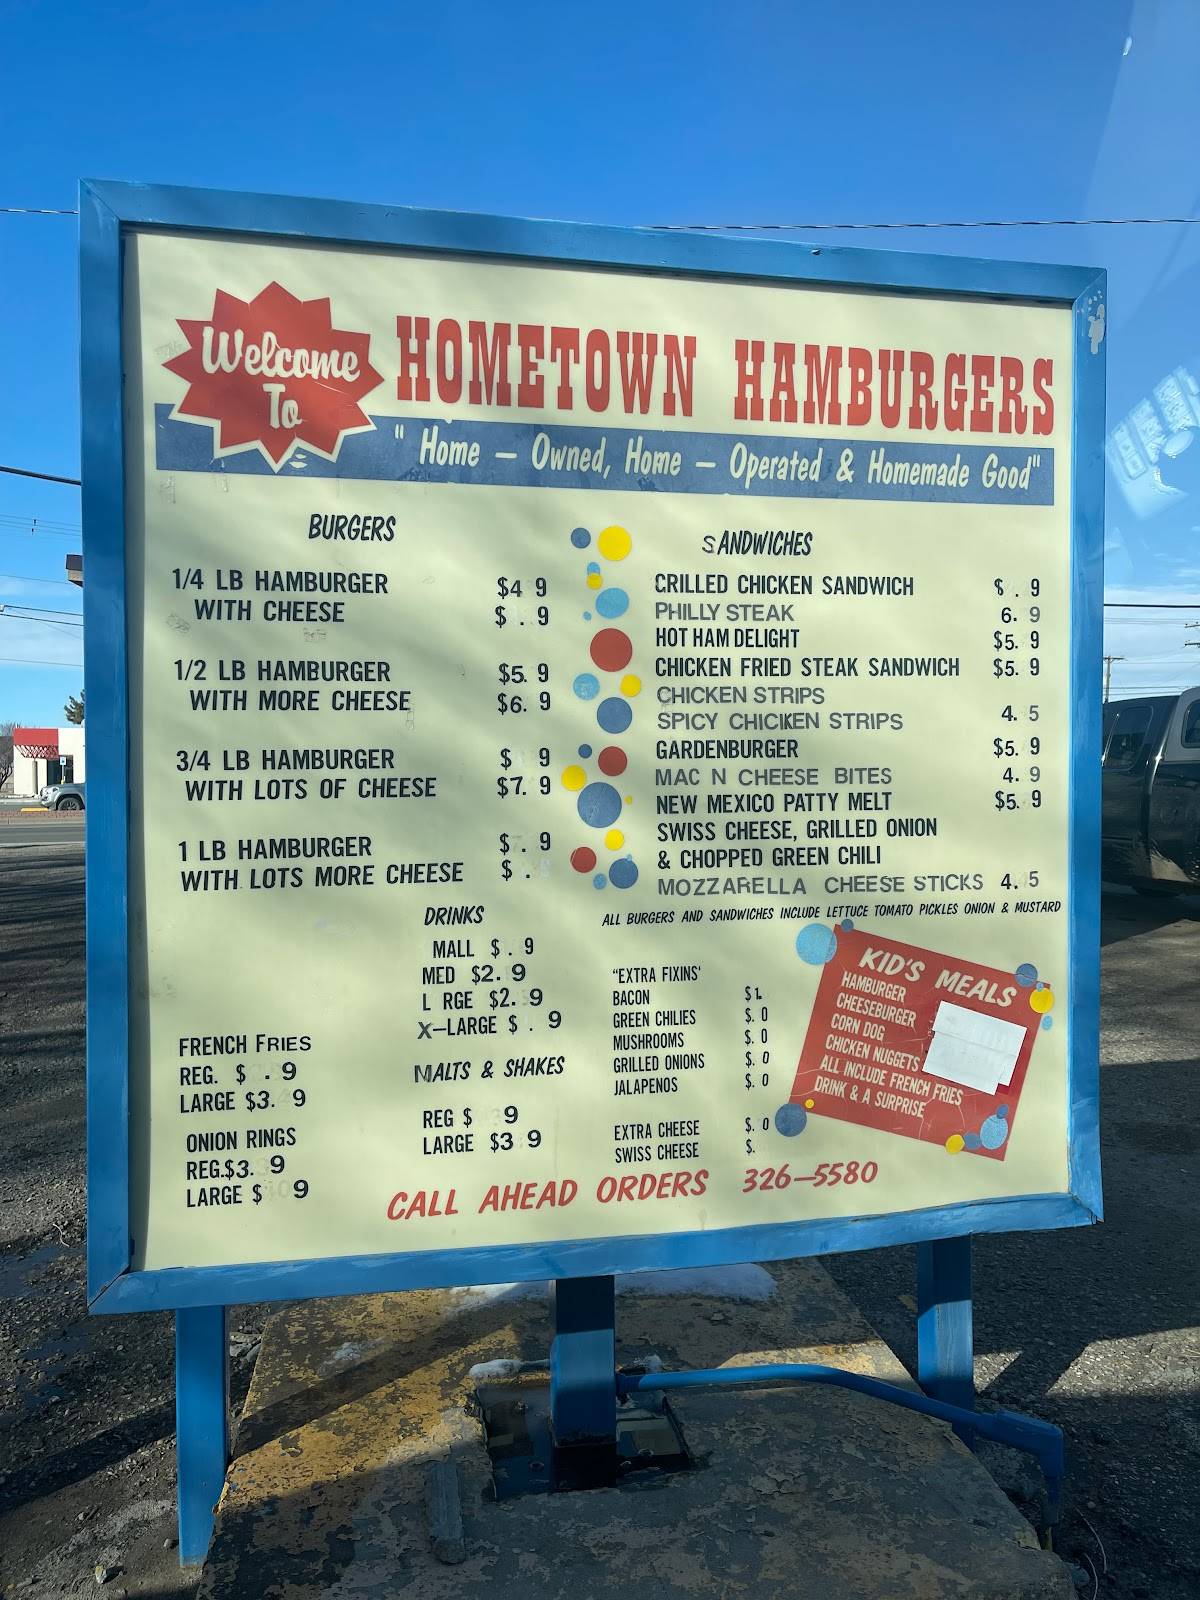 Welcome
To
HOMETOWN HAMBURGERS
" Home – Owned, Home – Operated & Homemade Good"
BURGERS
1/4 LB HAMBURGER $4 9
WITH CHEESE $ . 9
1/2 LB HAMBURGER $5. 9
WITH MORE CHEESE $6. 9
3/4 LB HAMBURGER $ 9
WITH LOTS OF CHEESE $7. 9
1 LB HAMBURGER $ . 9
WITH LOTS MORE CHEESE $ .
SANDWICHES
CRILLED CHICKEN SANDWICH $ . 9
PHILLY STEAK 6. 9
HOT HAM DELIGHT $5. 9
CHICKEN FRIED STEAK SANDWICH $5. 9
CHICKEN STRIPS
SPICY CHICKEN STRIPS 4. 5
GARDENBURGER $5. 9
MAC N CHEESE BITES 4. 9
NEW MEXICO PATTY MELT $5. 9
SWISS CHEESE, GRILLED ONION
& CHOPPED GREEN CHILI
MOZZARELLA CHEESE STICKS 4. 5
ALL BURGERS AND SANDWICHES INCLUDE LETTUCE TOMATO PICKLES ONION & MUSTARD
DRINKS
MALL $ . 9
MED $2. 9
L RGE $2. 9
X–LARGE $ . 9
MALTS & SHAKES
REG $ 9
LARGE $3 9
FRENCH FRIES
REG. $ . 9
LARGE $3. 9
ONION RINGS
REG.$3. 9
LARGE $ 9
"EXTRA FIXINS'
BACON $1.
GREEN CHILIES $. 0
MUSHROOMS $. 0
GRILLED ONIONS $. 0
JALAPENOS $. 0
EXTRA CHEESE $. 0
SWISS CHEESE $.
KID'S MEALS
HAMBURGER
CHEESEBURGER
CORN DOG
CHICKEN NUGGETS
ALL INCLUDE FRENCH FRIES
DRINK & A SURPRISE
CALL AHEAD ORDERS 326–5580